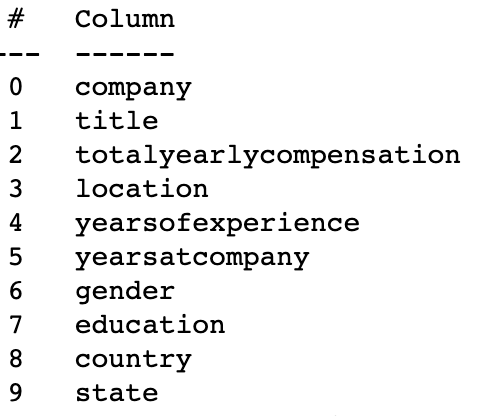 # Column
--- ------
0 company
1 title
2 totalyearlycompensation
3 location
4 yearsofexperience
5 yearsatcompany
6 gender
7 education
8 country
9 state